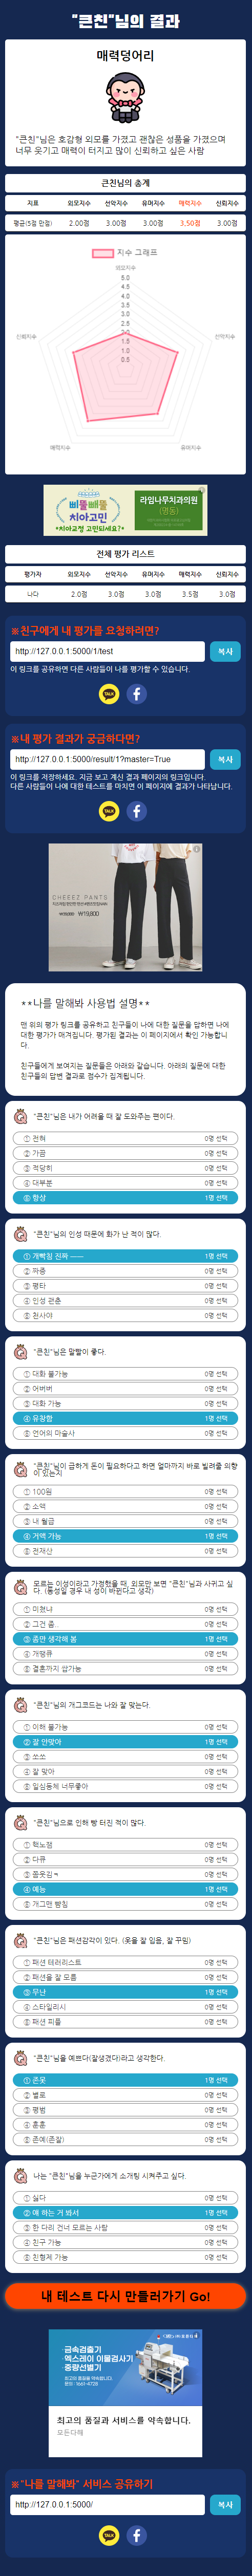 "큰친"님의 결과
매력덩어리
"큰친"님은 호감형 외모를 가졌고 괜찮은 성품을 가졌으며
너무 웃기고 매력이 터지고 많이 신뢰하고 싶은 사람
큰친님의 총계
지표 외모지수 선악지수 유머지수 매력지수 신뢰지수
평균(5점 만점) 2.00점 3.00점 3.00점 3.50점 3.00점
지수 그래프
외모지수
5.0
4.5
4.0
3.5
3.0
2.5
2.0
1.5
1.0
0.5
신뢰지수
선악지수
매력지수
유머지수
삐뚤빼뚤
치아고민
*치아교정 고민되세요?*
라임나무치과의원
(명동)
전체 평가 리스트
평가자 외모지수 선악지수 유머지수 매력지수 신뢰지수
나다 2.0점 3.0점 3.0점 3.5점 3.0점
※친구에게 내 평가를 요청하려면?
http://127.0.0.1:5000/1/test 복사
이 링크를 공유하면 다른 사람들이 나를 평가할 수 있습니다.
TALK
※내 평가 결과가 궁금하다면?
http://127.0.0.1:5000/result/1?master=True 복사
이 링크를 저장하세요. 지금 보고 계신 결과 페이지의 링크입니다.
다른 사람들이 나에 대한 테스트를 마치면 이 페이지에 결과가 나타납니다.
TALK
CHEEEZ PANTS
₩19,800
**나를 말해봐 사용법 설명**
맨 위의 평가 링크를 공유하고 친구들이 나에 대한 질문을 답하면 나에
대한 평가가 매겨집니다. 평가된 결과는 이 페이지에서 확인 가능합니
다.
친구들에게 보여지는 질문들은 아래와 같습니다. 아래의 질문에 대한
친구들의 답변 결과로 점수가 집계됩니다.
"큰친"님은 내가 어려울 때 잘 도와주는 편이다.
① 전혀 0명 선택
② 가끔 0명 선택
③ 적당히 0명 선택
④ 대부분 0명 선택
⑤ 항상 1명 선택
"큰친"님의 인성 때문에 화가 난 적이 많다.
① 개빡침 진짜 —— 1명 선택
② 짜증 0명 선택
③ 평타 0명 선택
④ 인성 괜춘 0명 선택
⑤ 천사야 0명 선택
"큰친"님은 말빨이 좋다.
① 대화 불가능 0명 선택
② 어버버 0명 선택
③ 대화 가능 0명 선택
④ 유창함 1명 선택
⑤ 언어의 마술사 0명 선택
"큰친"님이 급하게 돈이 필요하다고 하면 얼마까지 바로 빌려줄 의향
이 있는지
① 100원 0명 선택
② 소액 0명 선택
③ 내 월급 0명 선택
④ 거액 가능 1명 선택
⑤ 전재산 0명 선택
모르는 이성이라고 가정했을 때, 외모만 보면 "큰친"님과 사귀고 싶
다. (동성일 경우 내 성이 바뀐다고 생각)
① 미쳤냐 0명 선택
② 그건 좀.. 0명 선택
③ 좀만 생각해 봄 1명 선택
④ 개땡큐 0명 선택
⑤ 결혼까지 쌉가능 0명 선택
"큰친"님의 개그코드는 나와 잘 맞는다.
① 이해 불가능 0명 선택
② 잘 안맞아 1명 선택
③ 쏘쏘 0명 선택
④ 잘 맞아 0명 선택
⑤ 일심동체 너무좋아 0명 선택
"큰친"님으로 인해 빵 터진 적이 많다.
① 핵노잼 0명 선택
② 다큐 0명 선택
③ 쫌웃김ㅋ 0명 선택
④ 예능 1명 선택
⑤ 개그맨 빰침 0명 선택
"큰친"님은 패션감각이 있다. (옷을 잘 입음, 잘 꾸밈)
① 패션 테러리스트 0명 선택
② 패션을 잘 모름 0명 선택
③ 무난 1명 선택
④ 스타일리시 0명 선택
⑤ 패션 피플 0명 선택
"큰친"님을 예쁘다(잘생겼다)라고 생각한다.
① 존못 1명 선택
② 별로 0명 선택
③ 평범 0명 선택
④ 훈훈 0명 선택
⑤ 존예(존잘) 0명 선택
나는 "큰친"님을 누군가에게 소개팅 시켜주고 싶다.
① 싫다 0명 선택
② 얘 하는 거 봐서 1명 선택
③ 한 다리 건너 모르는 사람 0명 선택
④ 친구 가능 0명 선택
⑤ 친형제 가능 0명 선택
내 테스트 다시 만들러가기 Go!
금속검출기
엑스레이 이물검사기
중량선별기
문의 : 1661-4728
최고의 품질과 서비스를 약속합니다.
모든다해
※"나를 말해봐" 서비스 공유하기
http://127.0.0.1:5000/ 복사
TALK